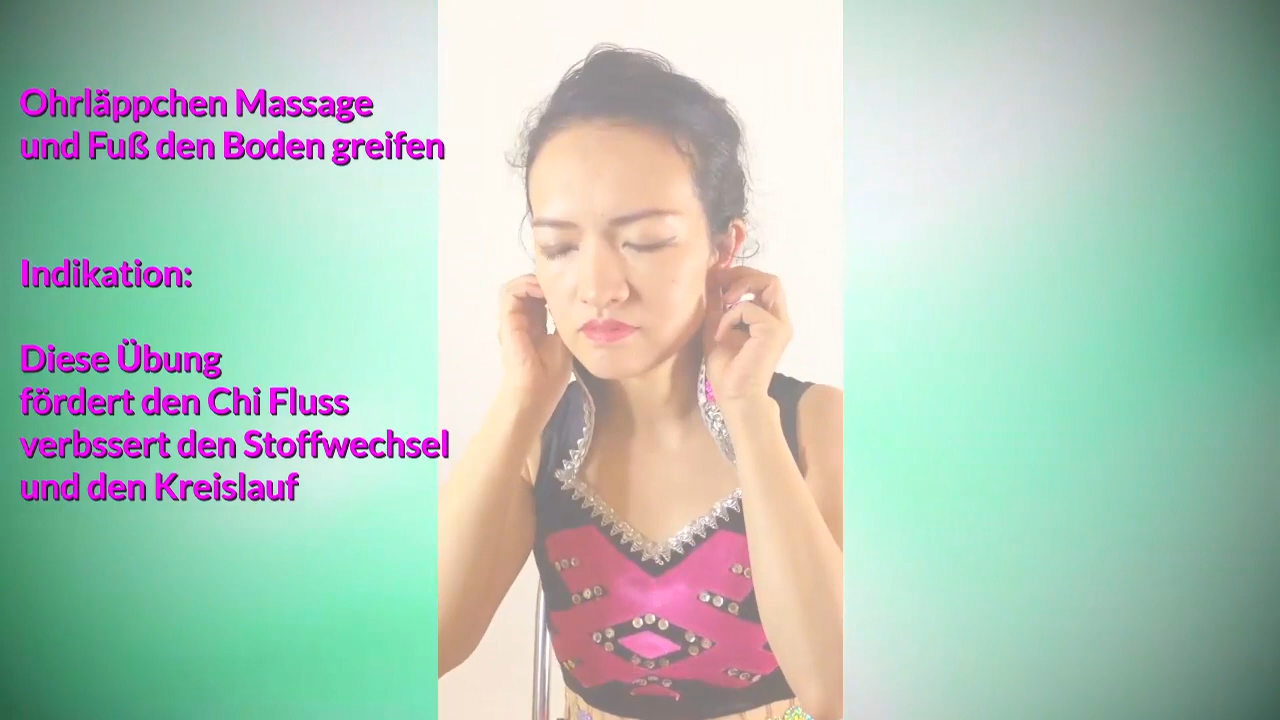 Ohrläppchen Massage
und Fuß den Boden greifen
Indikation:
Diese Übung
fördert den Chi Fluss
verbssert den Stoffwechsel
und den Kreislauf